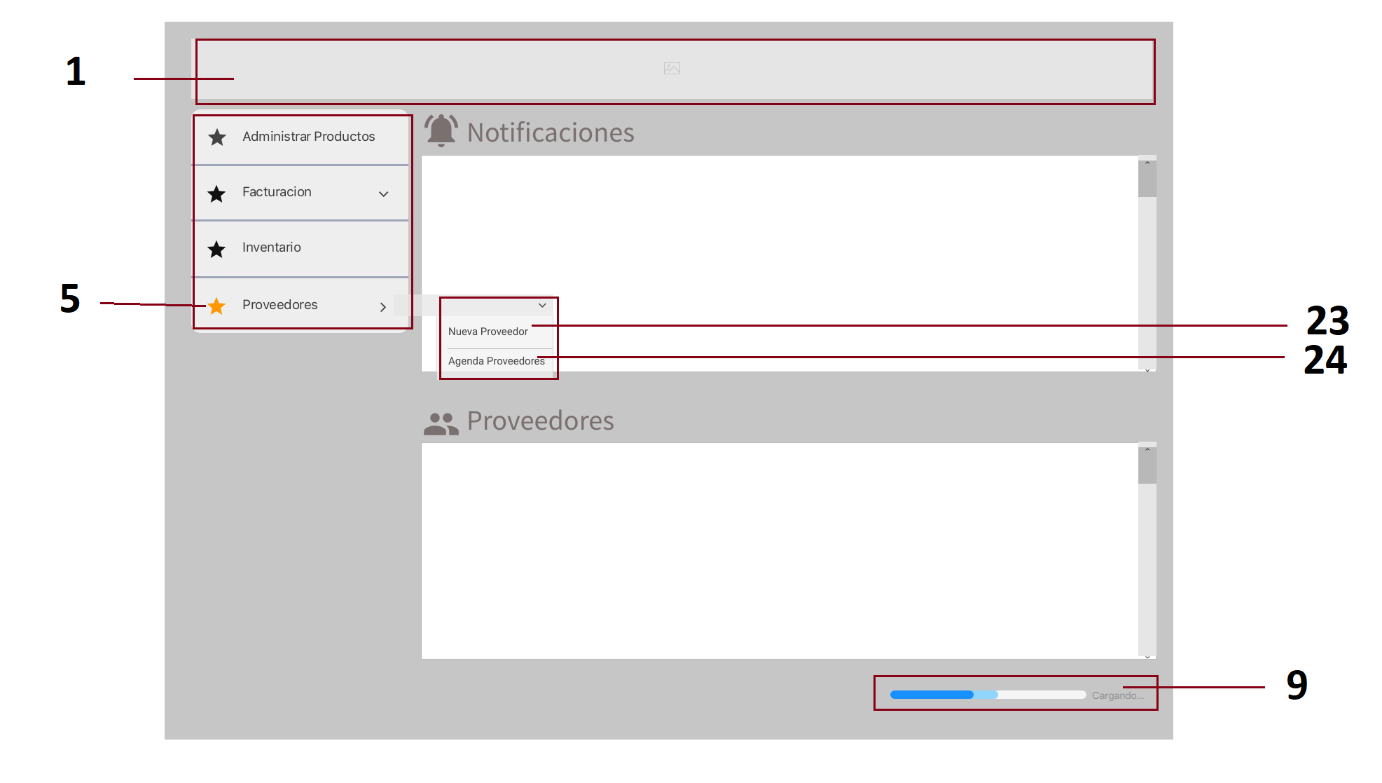 1
Administrar Productos
Notificaciones
Facturacion
Inventario
5
Proveedores
Nueva Proveedor
23
Agenda Proveedores
24
Proveedores
9
Cargando...